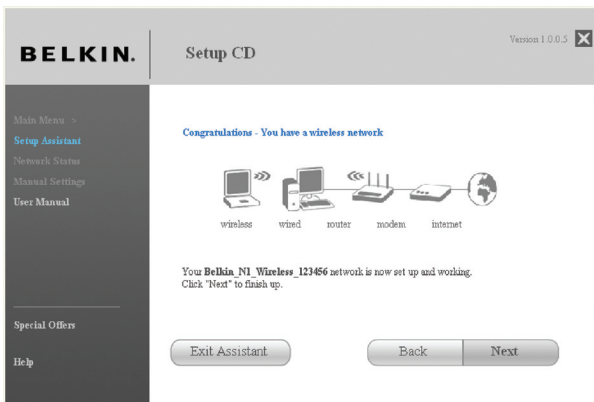 BELKIN.
Setup CD
Version 1.0.0.5
Main Menu >
Setup Assistant
Network Status
Manual Settings
User Manual
Special Offers
Help
Congratulations - You have a wireless network
wireless wired router modem internet
Your Belkin_N1_Wireless_123456 network is now set up and working.
Click "Next" to finish up.
Exit Assistant
Back
Next